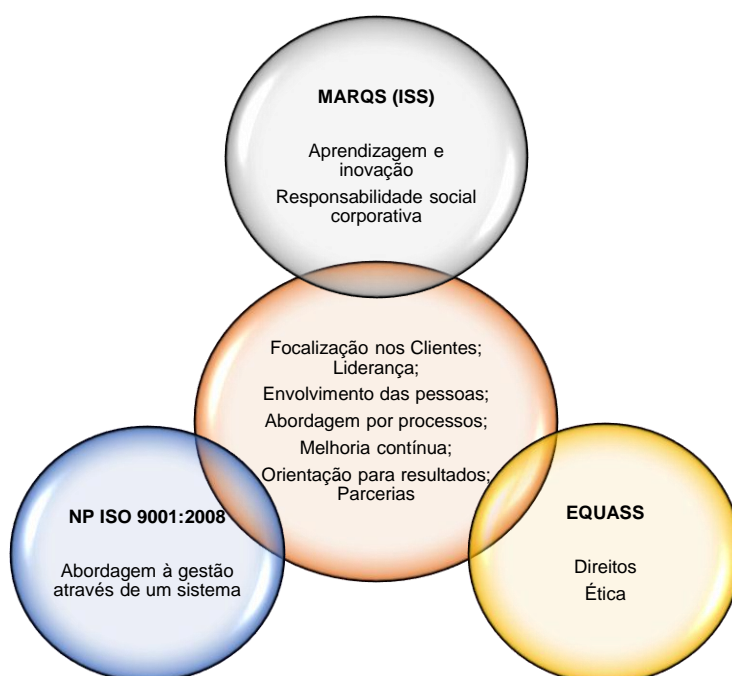 MARQS (ISS)
Aprendizagem e
inovação
Responsabilidade social
corporativa
Focalização nos Clientes;
Liderança;
Envolvimento das pessoas;
Abordagem por processos;
Melhoria contínua;
Orientação para resultados;
Parcerias
NP ISO 9001:2008
Abordagem à gestão
através de um sistema
EQUASS
Direitos
Ética